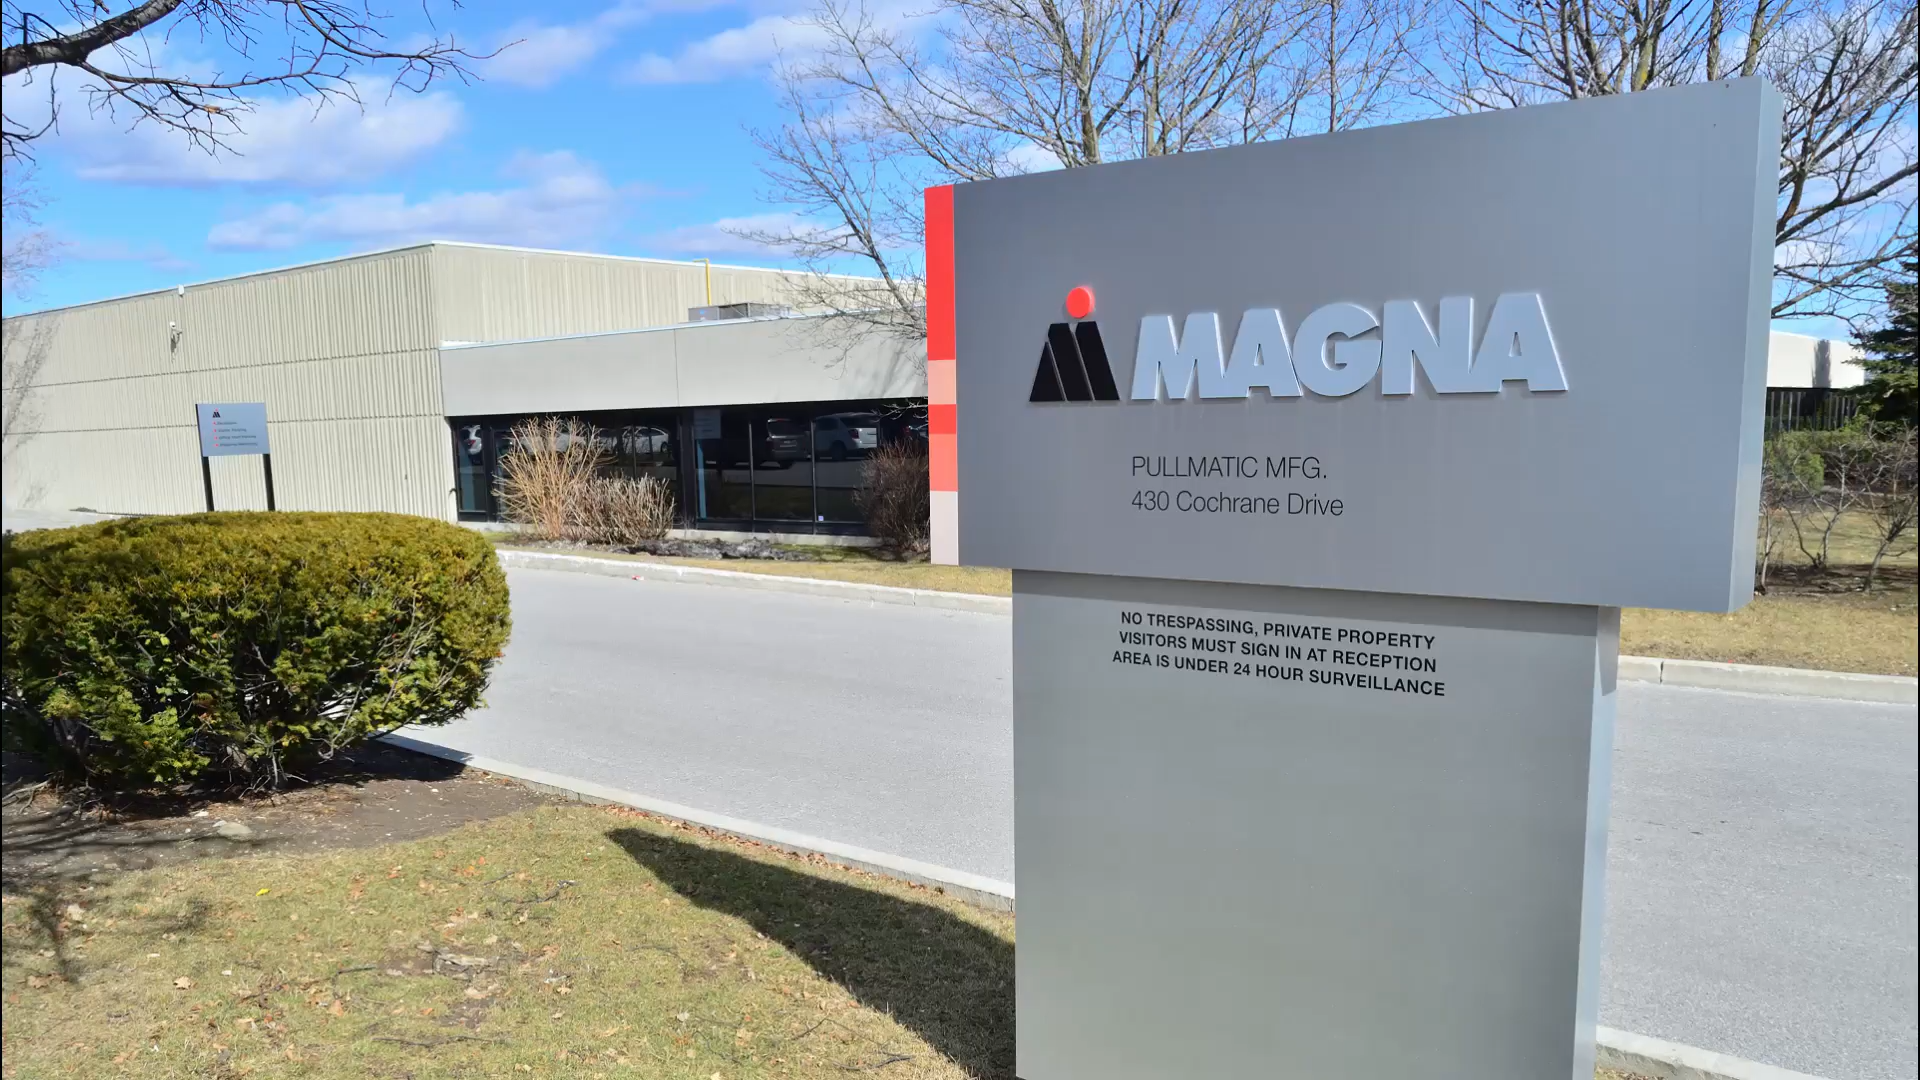 MAGNA
PULLMATIC MFG.
430 Cochrane Drive
NO TRESPASSING, PRIVATE PROPERTY
VISITORS MUST SIGN IN AT RECEPTION
AREA IS UNDER 24 HOUR SURVEILLANCE